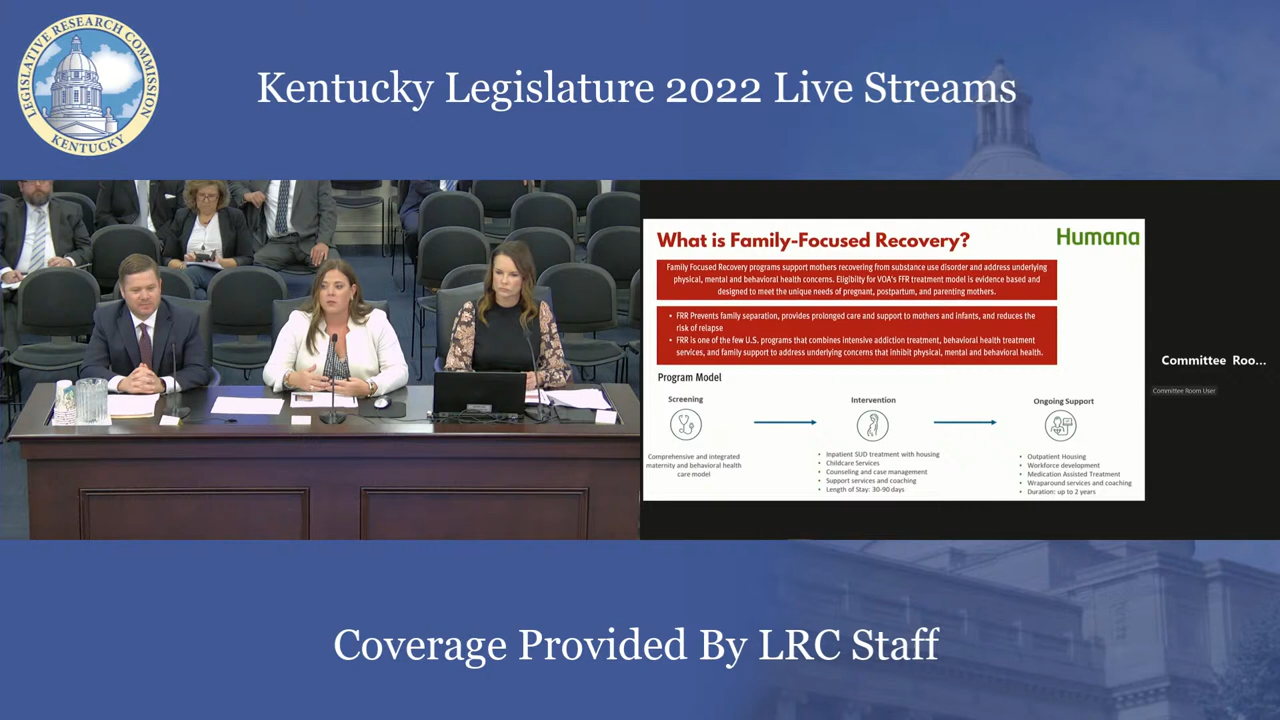 LEGISLATIVE RESEARCH COMMISSION
KENTUCKY
Kentucky Legislature 2022 Live Streams
What is Family-Focused Recovery?
Humana
Family Focused Recovery programs support mothers recovering from substance use disorder and address underlying
physical, mental and behavioral health concerns. Eligibilty for VOA's FFR treatment model is evidence based and
designed to meet the unique needs of pregnant, postpartum, and parenting mothers.
• FRR Prevents family separation, provides prolonged care and support to mothers and infants, and reduces the
risk of relapse
• FRR is one of the few U.S. programs that combines intensive addiction treatment, behavioral health treatment
services, and family support to address underlying concerns that inhibit physical, mental and behavioral health.
Program Model
Screening
Comprehensive and integrated
maternity and behavioral health
care model
Intervention
• Inpatient SUD treatment with housing
• Childcare Services
• Counseling and case management
• Support services and coaching
• Length of Stay: 30-90 days
Ongoing Support
• Outpatient Housing
• Workforce development
• Medication Assisted Treatment
• Wraparound services and coaching
• Duration: up to 2 years
Committee Roo...
Committee Room User
Coverage Provided By LRC Staff